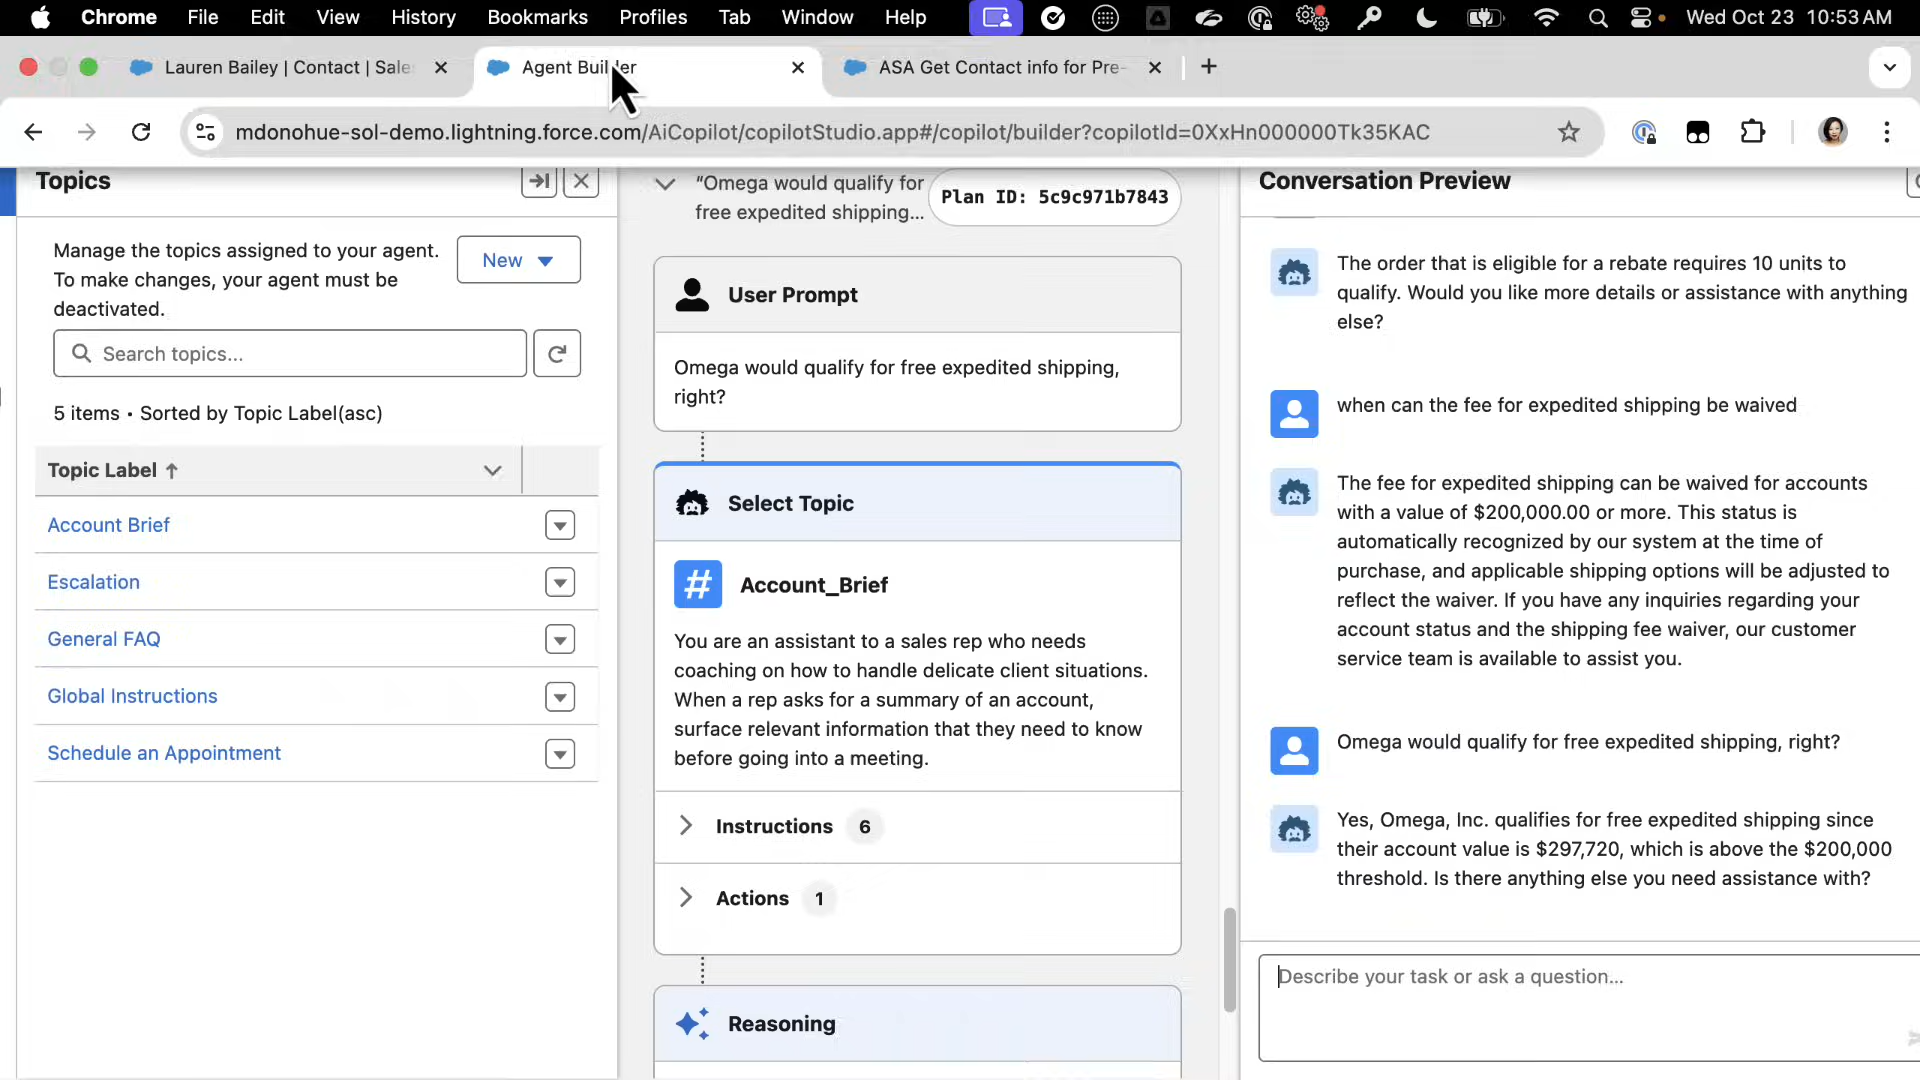 Chrome File Edit View History Bookmarks Profiles Tab Window Help Wed Oct 23 10:53 AM
Lauren Bailey | Contact | Sale Agent Builder ASA Get Contact info for Pre-
mdonohue-sol-demo.lightning.force.com/AiCopilot/copilotStudio.app#/copilot/builder?copilotId=0XxHn000000Tk35KAC
Topics
Manage the topics assigned to your agent.
To make changes, your agent must be
deactivated.
New
Search topics...
5 items • Sorted by Topic Label(asc)
Topic Label ↑
Account Brief
Escalation
General FAQ
Global Instructions
Schedule an Appointment
"Omega would qualify for
free expedited shipping...
Plan ID: 5c9c971b7843
User Prompt
Omega would qualify for free expedited shipping,
right?
Select Topic
# Account_Brief
You are an assistant to a sales rep who needs
coaching on how to handle delicate client situations.
When a rep asks for a summary of an account,
surface relevant information that they need to know
before going into a meeting.
Instructions 6
Actions 1
Reasoning
Conversation Preview
The order that is eligible for a rebate requires 10 units to
qualify. Would you like more details or assistance with anything
else?
when can the fee for expedited shipping be waived
The fee for expedited shipping can be waived for accounts
with a value of $200,000.00 or more. This status is
automatically recognized by our system at the time of
purchase, and applicable shipping options will be adjusted to
reflect the waiver. If you have any inquiries regarding your
account status and the shipping fee waiver, our customer
service team is available to assist you.
Omega would qualify for free expedited shipping, right?
Yes, Omega, Inc. qualifies for free expedited shipping since
their account value is $297,720, which is above the $200,000
threshold. Is there anything else you need assistance with?
Describe your task or ask a question...